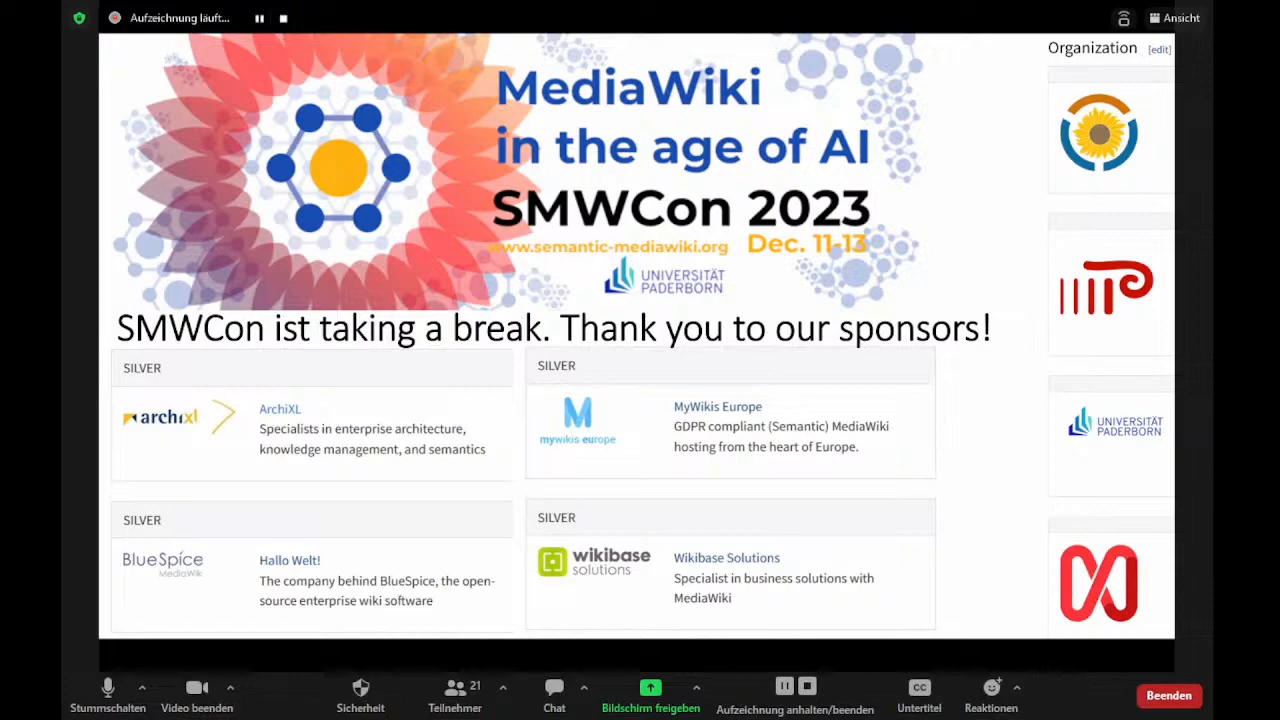 Aufzeichnung läuft...
Ansicht
MediaWiki
in the age of AI
SMWCon 2023
www.semantic-mediawiki.org Dec. 11-13
UNIVERSITÄT
PADERBORN
SMWCon ist taking a break. Thank you to our sponsors!
Organization [edit]
UNIVERSITÄT
PADERBORN
SILVER
archixl
ArchiXL
Specialists in enterprise architecture,
knowledge management, and semantics
SILVER
mywikis europe
MyWikis Europe
GDPR compliant (Semantic) MediaWiki
hosting from the heart of Europe.
SILVER
BlueSpice
MediaWiki
Hallo Welt!
The company behind BlueSpice, the open-
source enterprise wiki software
SILVER
wikibase
solutions
Wikibase Solutions
Specialist in business solutions with
MediaWiki
Stummschalten
Video beenden
Sicherheit
21
Teilnehmer
Chat
Bildschirm freigeben
Aufzeichnung anhalten/beenden
CC
Untertitel
Reaktionen
Beenden